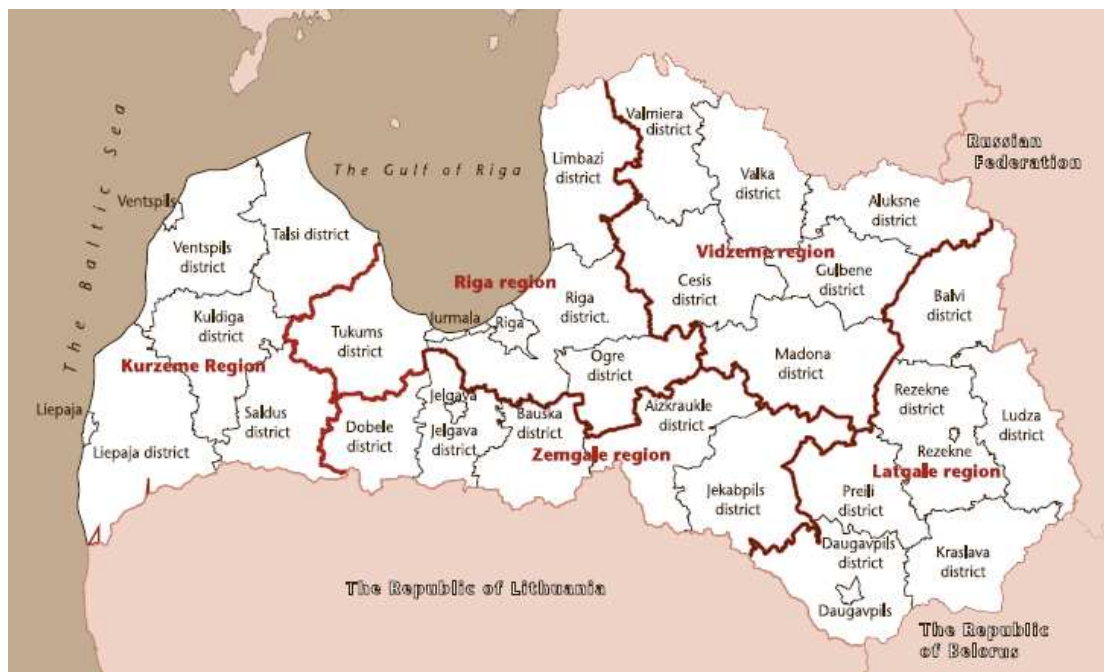 The Baltic Sea
The Gulf of Riga
Russian
Federation
Valmiera
district
Limbazi
district
Valka
district
Aluksne
district
Ventspils
Talsi district
Ventspils
district
Vidzeme region
Gulbene
district
Cesis
district
Riga region
Riga
district.
Balvi
district
Kuldiga
district
Jurmala
Riga
Tukums
district
Ogre
district
Madona
district
Kurzeme Region
Rezekne
district
Liepaja
Saldus
district
Jelgava
Bauska
district
Aizkraukle
district
Ludza
district
Dobele
district
Jelgava
district
Liepaja district
Zemgale region
Rezekne
Latgale region
Jekabpils
district
Preili
district
Daugavpils
district
Kraslava
district
The Republic of Lithuania
Daugavpils
The Republic
of Belorus